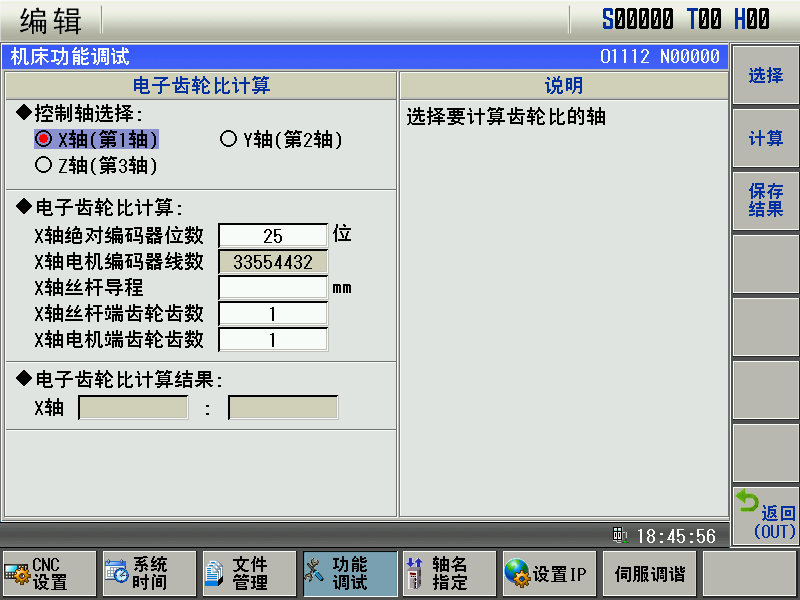 编辑
S00000 T00 H00
机床功能调试
O1112 N00000
电子齿轮比计算
◆控制轴选择:
X轴(第1轴)
Y轴(第2轴)
Z轴(第3轴)
◆电子齿轮比计算:
X轴绝对编码器位数 25 位
X轴电机编码器线数 33554432
X轴丝杆导程 mm
X轴丝杆端齿轮齿数 1
X轴电机端齿轮齿数 1
◆电子齿轮比计算结果:
X轴 :
说明
选择要计算齿轮比的轴
选择
计算
保存
结果
返回
(OUT)
18:45:56
CNC
设置
系统
时间
文件
管理
功能
调试
轴名
指定
设置IP
伺服调谐